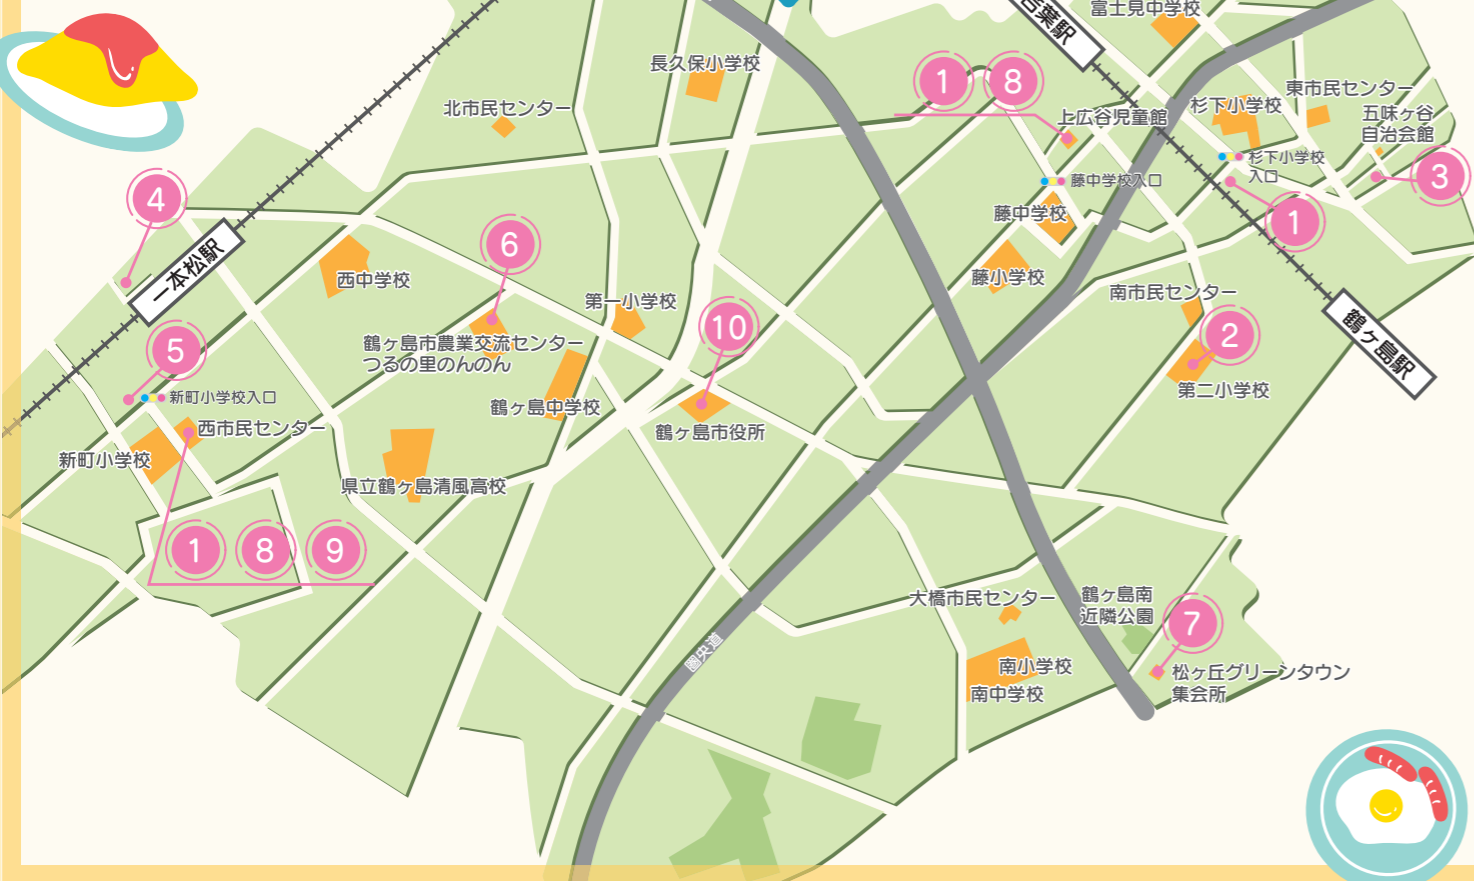 富士見中学校
若葉駅
長久保小学校
1 8
北市民センター
東市民センター
杉下小学校
五味ヶ谷
自治会館
上広谷児童館
杉下小学校
入口
3
藤中学校入口
4
藤中学校
1
一本松駅
6
西中学校
藤小学校
南市民センター
第一小学校
10
2
鶴ヶ島駅
鶴ヶ島市農業交流センター
つるの里のんのん
5
第二小学校
新町小学校入口
鶴ヶ島中学校
西市民センター
鶴ヶ島市役所
新町小学校
県立鶴ヶ島清風高校
1 8 9
大橋市民センター
鶴ヶ島南
近隣公園
7
圏央道
南小学校
南中学校
松ヶ丘グリーンタウン
集会所